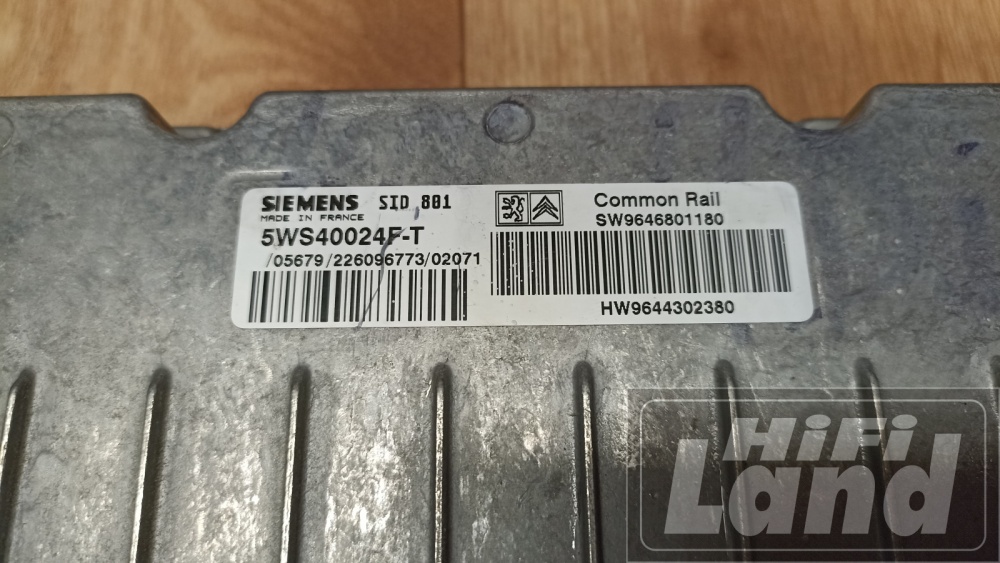 SIEMENS SID 801
MADE IN FRANCE
5WS40024F-T
/05679/226096773/02071
Common Rail
SW9646801180
HW9644302380
HiFi
Land